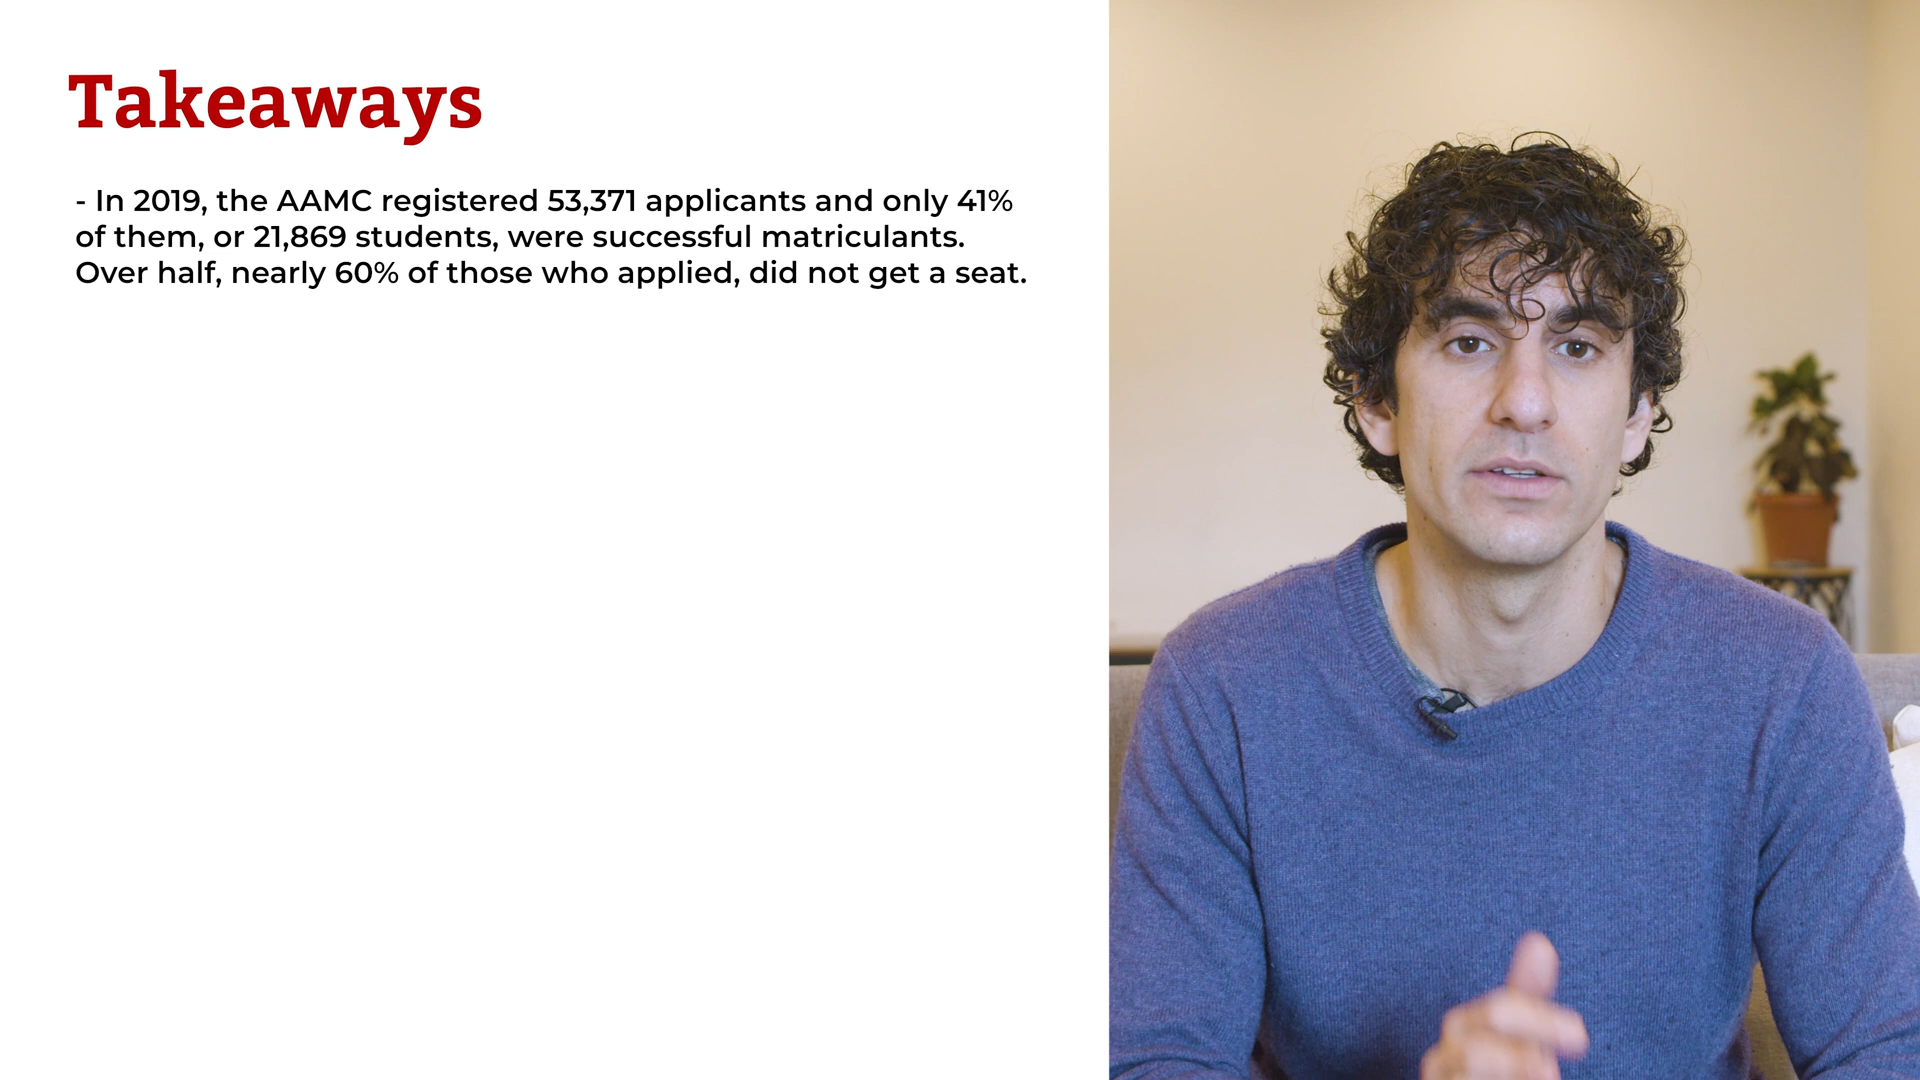 Takeaways
- In 2019, the AAMC registered 53,371 applicants and only 41%
of them, or 21,869 students, were successful matriculants.
Over half, nearly 60% of those who applied, did not get a seat.